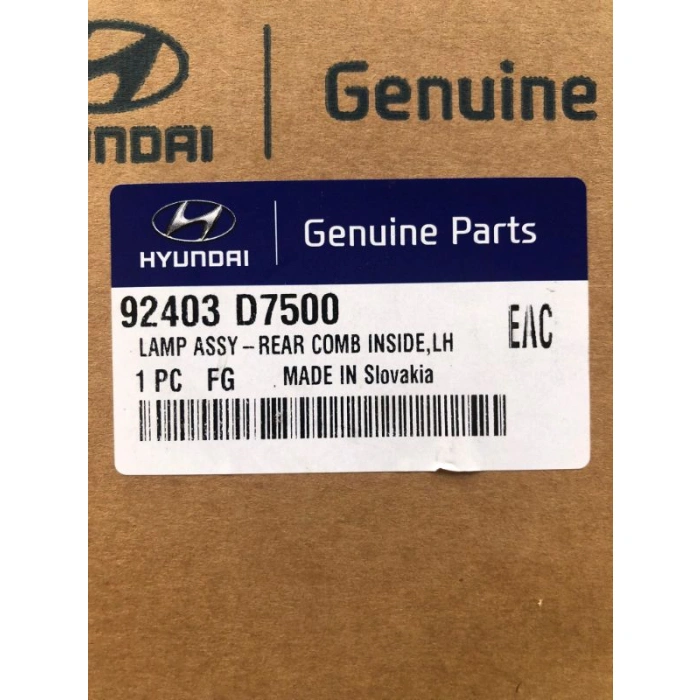 HYUNDAI Genuine
HYUNDAI Genuine Parts
92403 D7500
LAMP ASSY-REAR COMB INSIDE,LH
EAC
1 PC FG MADE IN Slovakia